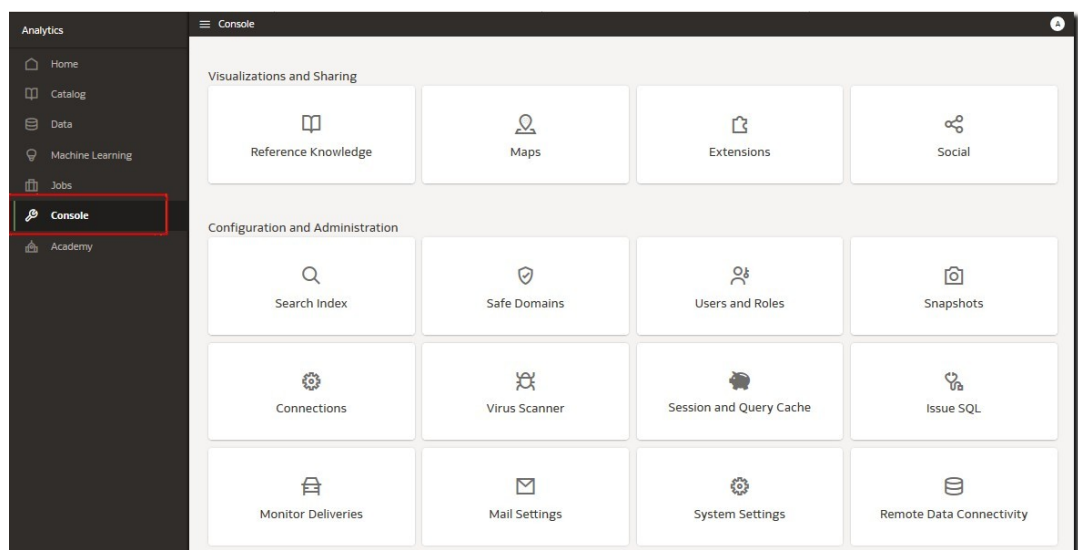 Analytics
Console
A
Home
Catalog
Data
Machine Learning
Jobs
Console
Academy
Visualizations and Sharing
Reference Knowledge
Maps
Extensions
Social
Configuration and Administration
Search Index
Safe Domains
Users and Roles
Snapshots
Connections
Virus Scanner
Session and Query Cache
Issue SQL
Monitor Deliveries
Mail Settings
System Settings
Remote Data Connectivity